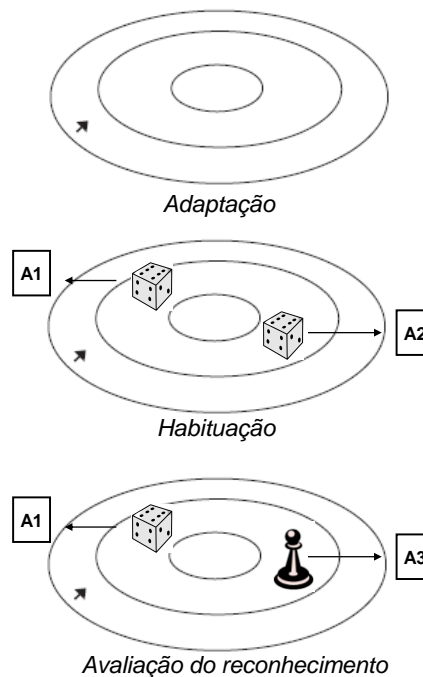 Adaptação
A1
A2
Habituação
A1
A3
Avaliação do reconhecimento